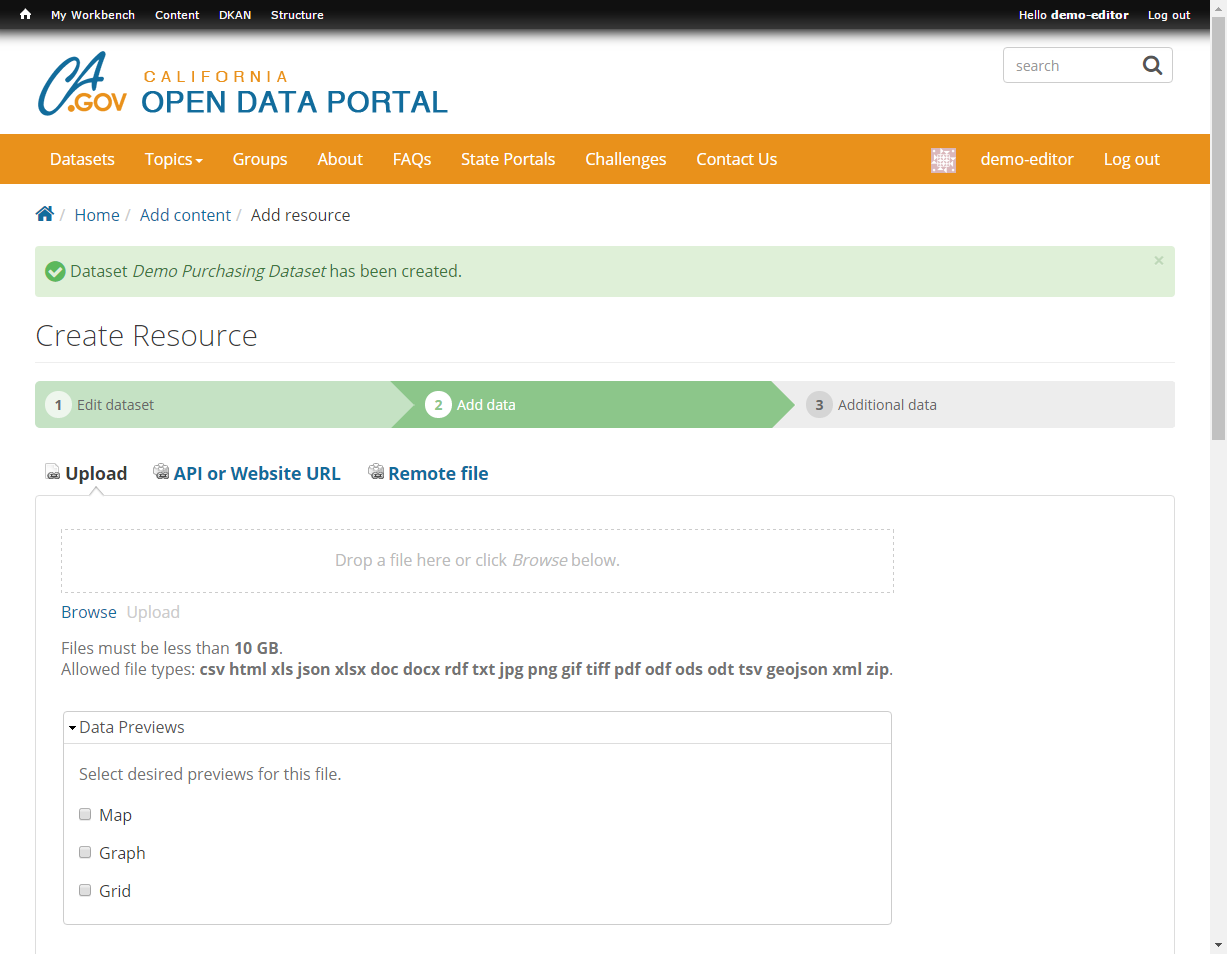 My Workbench Content DKAN Structure Hello demo-editor Log out
CA.GOV CALIFORNIA
OPEN DATA PORTAL
search
Datasets Topics Groups About FAQs State Portals Challenges Contact Us demo-editor Log out
/ Home / Add content / Add resource
Dataset Demo Purchasing Dataset has been created. ×
Create Resource
1 Edit dataset 2 Add data 3 Additional data
Upload API or Website URL Remote file
Drop a file here or click Browse below.
Browse Upload
Files must be less than 10 GB.
Allowed file types: csv html xls json xlsx doc docx rdf txt jpg png gif tiff pdf odf ods odt tsv geojson xml zip.
Data Previews
Select desired previews for this file.
Map
Graph
Grid